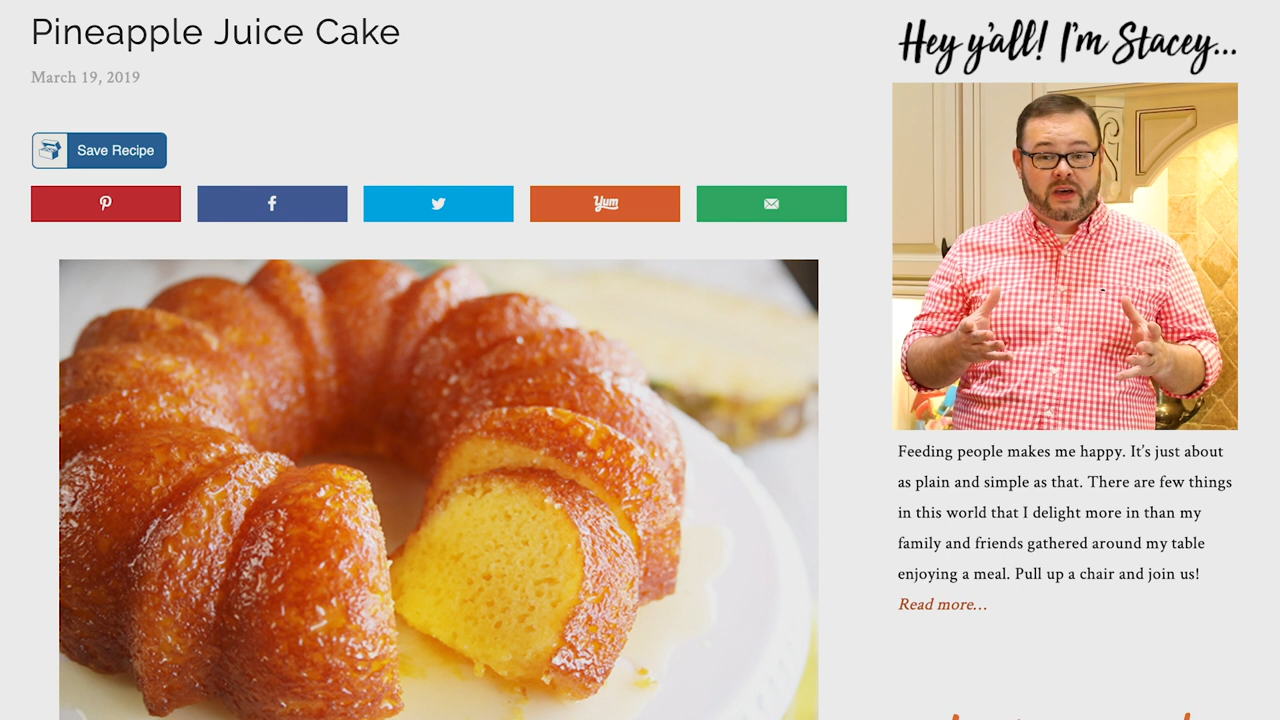 Pineapple Juice Cake
March 19, 2019
Save Recipe
Yum
Hey y'all! I'm Stacey...
Feeding people makes me happy. It's just about
as plain and simple as that. There are few things
in this world that I delight more in than my
family and friends gathered around my table
enjoying a meal. Pull up a chair and join us!
Read more…